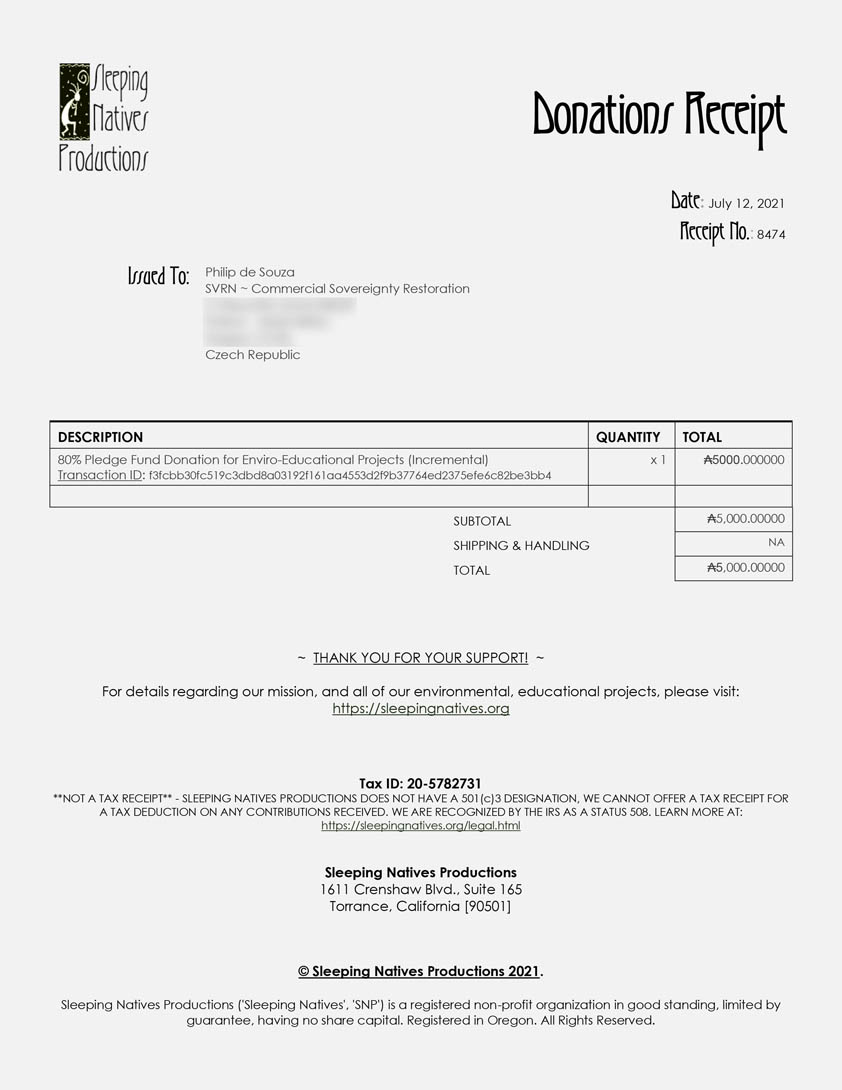 Sleeping
Natives
Productions
Donations Receipt
Date: July 12, 2021
Receipt No.: 8474
Issued To: Philip de Souza
SVRN ~ Commercial Sovereignty Restoration
Czech Republic
DESCRIPTION QUANTITY TOTAL
80% Pledge Fund Donation for Enviro-Educational Projects (Incremental) x 1 ₳5000.000000
Transaction ID: f3fcbb30fc519c3dbd8a03192f161aa4553d2f9b37764ed2375efe6c82be3bb4
SUBTOTAL ₳5,000.00000
SHIPPING & HANDLING NA
TOTAL ₳5,000.00000
~ THANK YOU FOR YOUR SUPPORT! ~
For details regarding our mission, and all of our environmental, educational projects, please visit:
https://sleepingnatives.org
Tax ID: 20-5782731
**NOT A TAX RECEIPT** - SLEEPING NATIVES PRODUCTIONS DOES NOT HAVE A 501(c)3 DESIGNATION, WE CANNOT OFFER A TAX RECEIPT FOR
A TAX DEDUCTION ON ANY CONTRIBUTIONS RECEIVED. WE ARE RECOGNIZED BY THE IRS AS A STATUS 508. LEARN MORE AT:
https://sleepingnatives.org/legal.html
Sleeping Natives Productions
1611 Crenshaw Blvd., Suite 165
Torrance, California [90501]
© Sleeping Natives Productions 2021.
Sleeping Natives Productions ('Sleeping Natives', 'SNP') is a registered non-profit organization in good standing, limited by
guarantee, having no share capital. Registered in Oregon. All Rights Reserved.